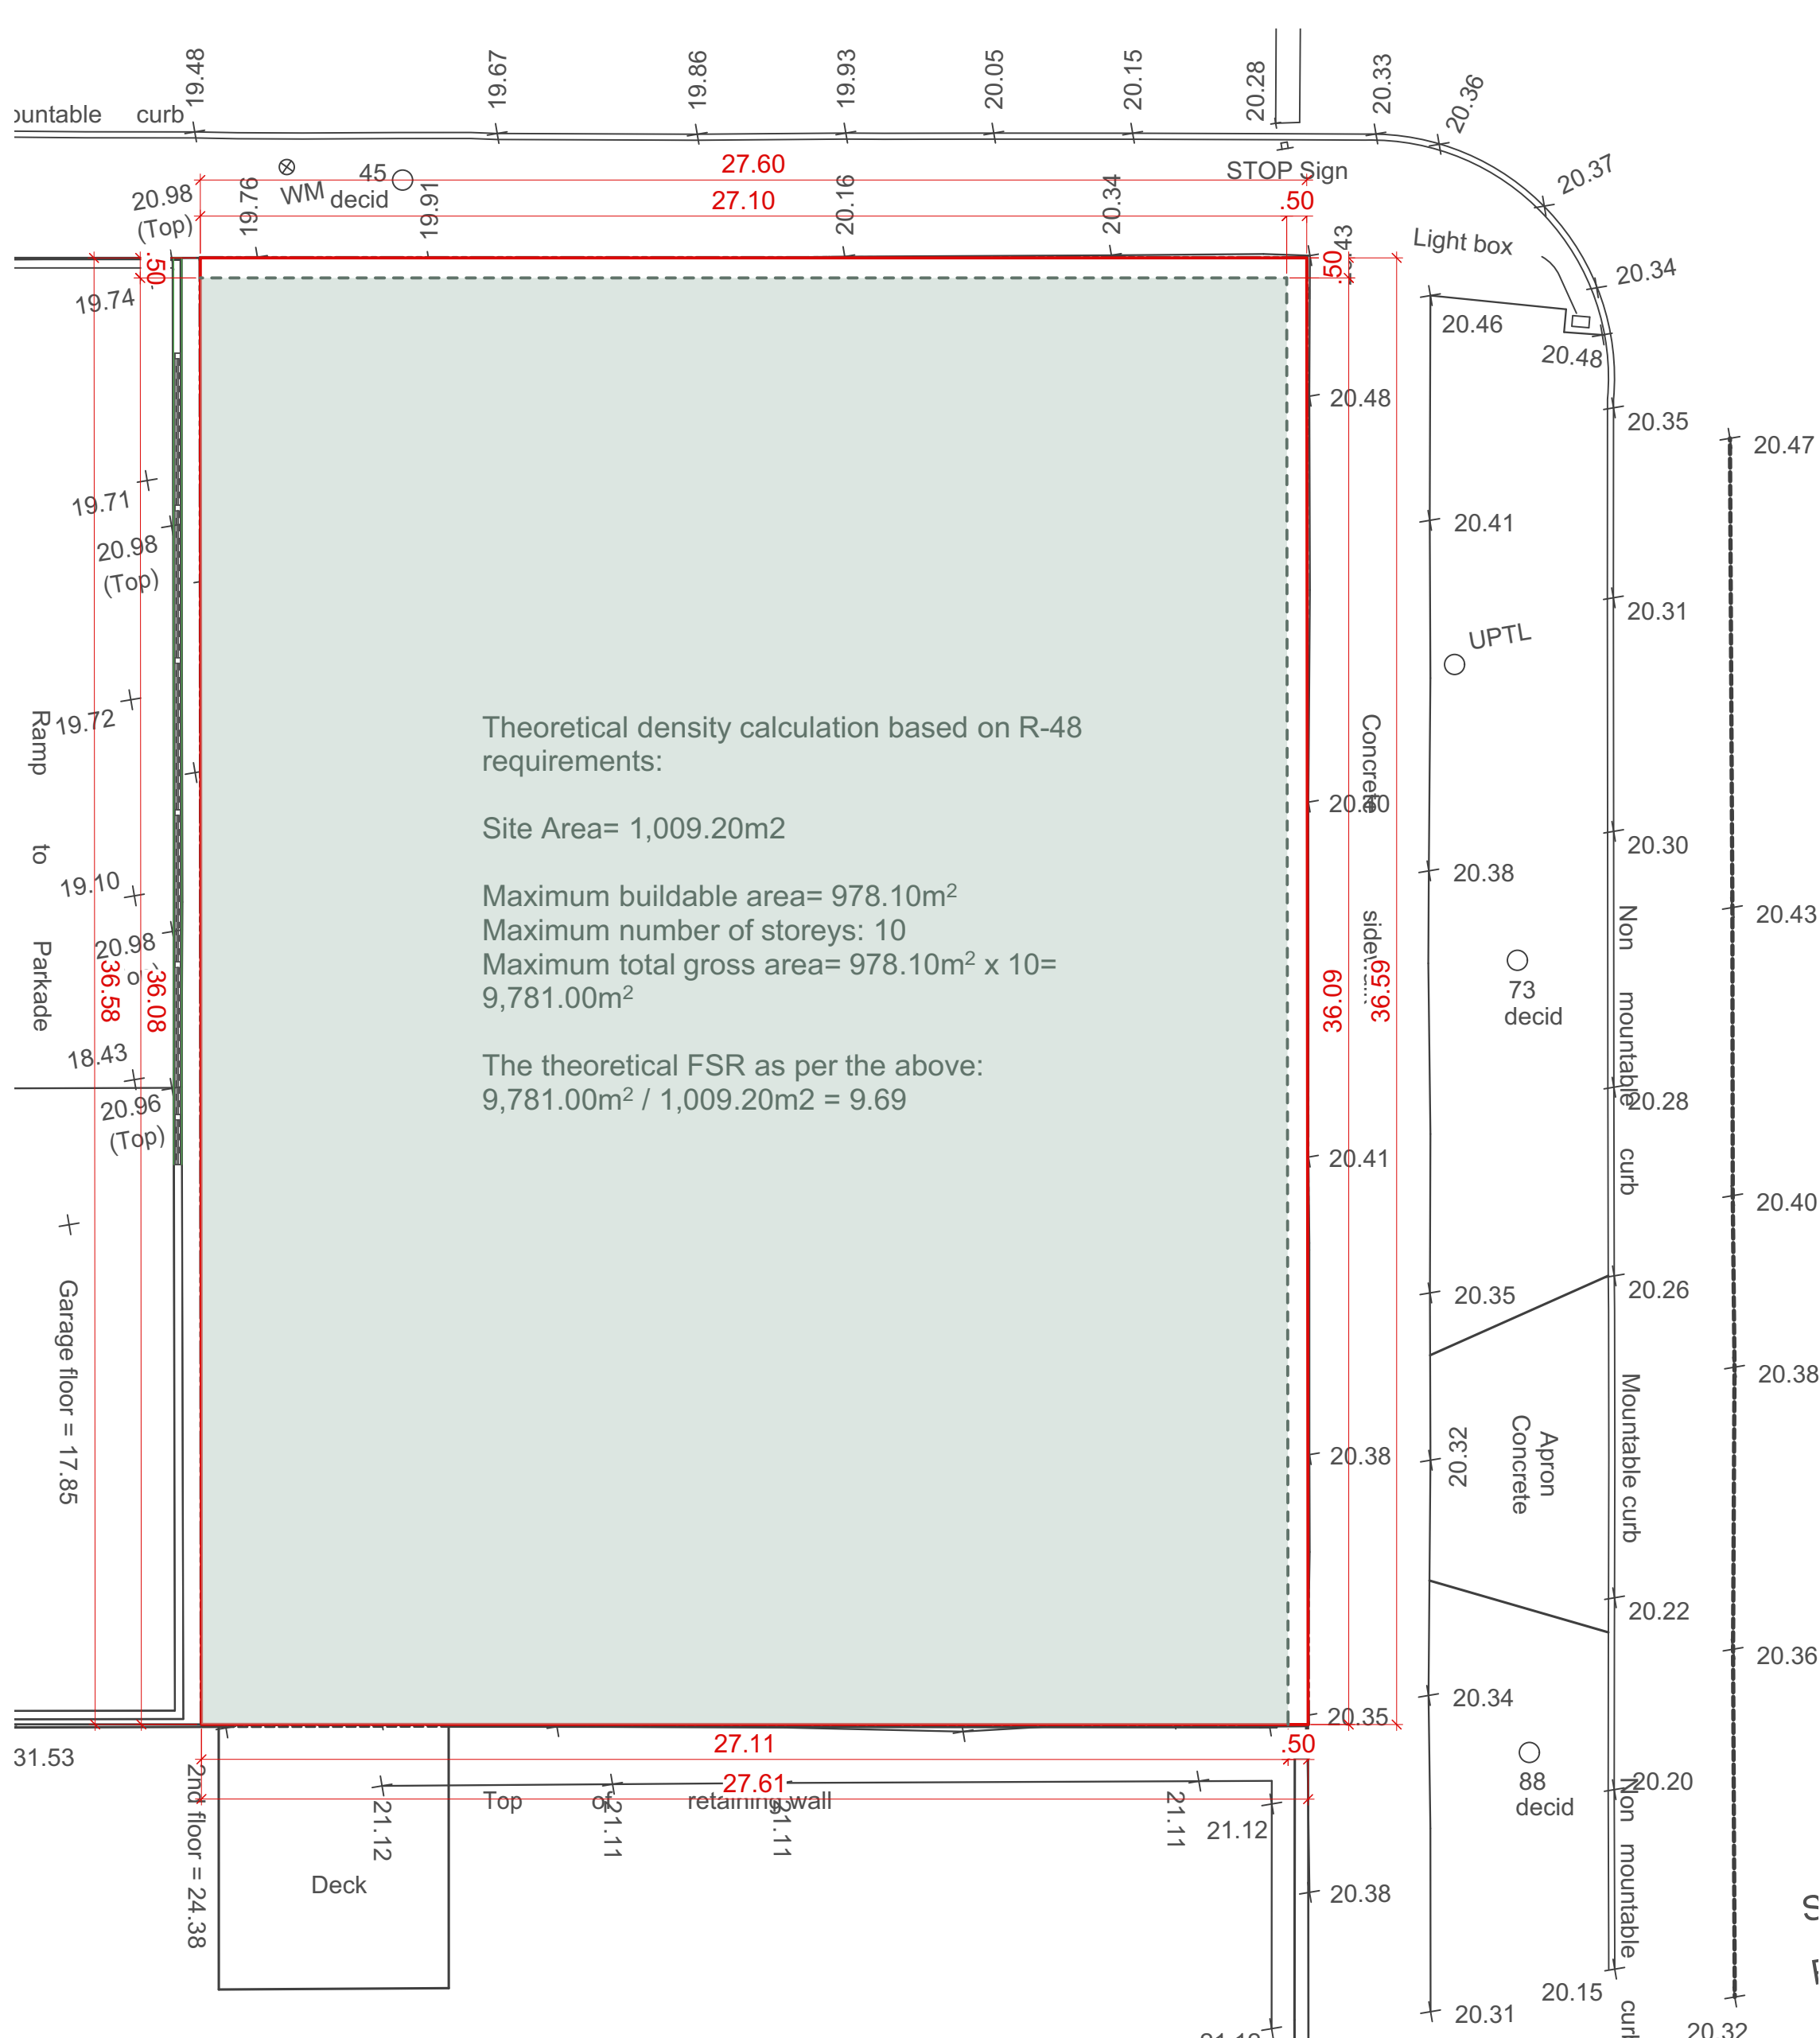 19.48
19.67
19.86
19.93
20.05
20.15
20.28
20.33
20.36
20.37
curb
27.60
STOP Sign
45
decid
WM
20.98
(Top)
19.76
19.91
27.10
20.16
20.34
.50
Light box
20.34
.50
.50
19.74
20.46
20.48
20.48
20.35
20.47
19.71
20.41
20.98
(Top)
20.31
UPTL
19.72
Ramp to Parkade
Theoretical density calculation based on R-48
requirements:
Site Area= 1,009.20m2
Maximum buildable area= 978.10m²
Maximum number of storeys: 10
Maximum total gross area= 978.10m² x 10=
9,781.00m²
The theoretical FSR as per the above:
9,781.00m² / 1,009.20m2 = 9.69
Concrete
20.40
20.30
20.38
19.10
20.98
36.58
36.08
36.09
36.59
20.43
Non mountable curb
73
decid
18.43
20.96
(Top)
20.28
20.41
20.40
Garage floor = 17.85
20.26
20.35
20.38
Mountable curb
Apron
Concrete
20.32
20.38
20.22
20.36
20.34
20.35
31.53
27.11
.50
27.61
Top of retaining wall
2nd floor = 24.38
21.12
21.11
21.11
21.11
21.12
88
decid
20.20
Non mountable
Deck
20.38
20.15
20.31
20.32